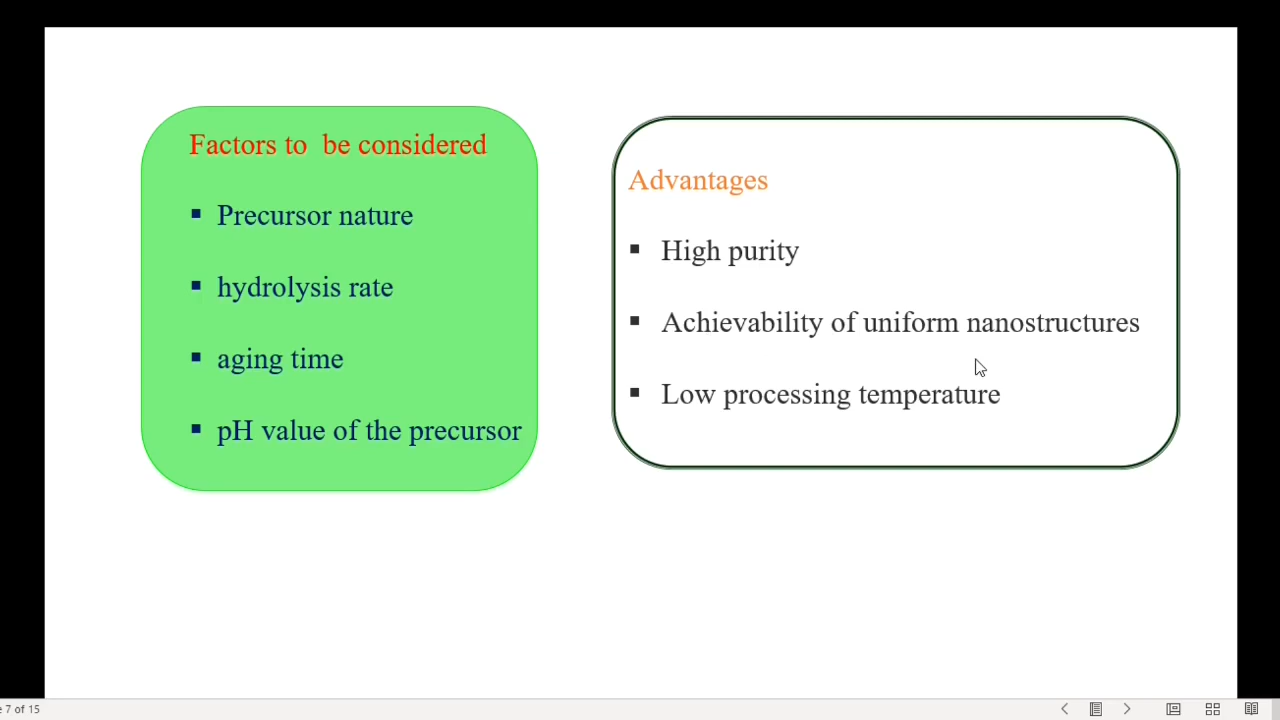 Factors to be considered
▪ Precursor nature
▪ hydrolysis rate
▪ aging time
▪ pH value of the precursor
Advantages
▪ High purity
▪ Achievability of uniform nanostructures
▪ Low processing temperature
7 of 15